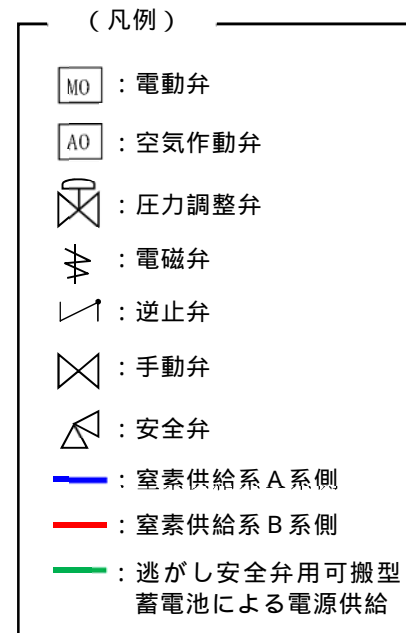 （凡例）
MO ：電動弁
AO ：空気作動弁
：圧力調整弁
：電磁弁
：逆止弁
：手動弁
：安全弁
：窒素供給系Ａ系側
：窒素供給系Ｂ系側
：逃がし安全弁用可搬型
蓄電池による電源供給